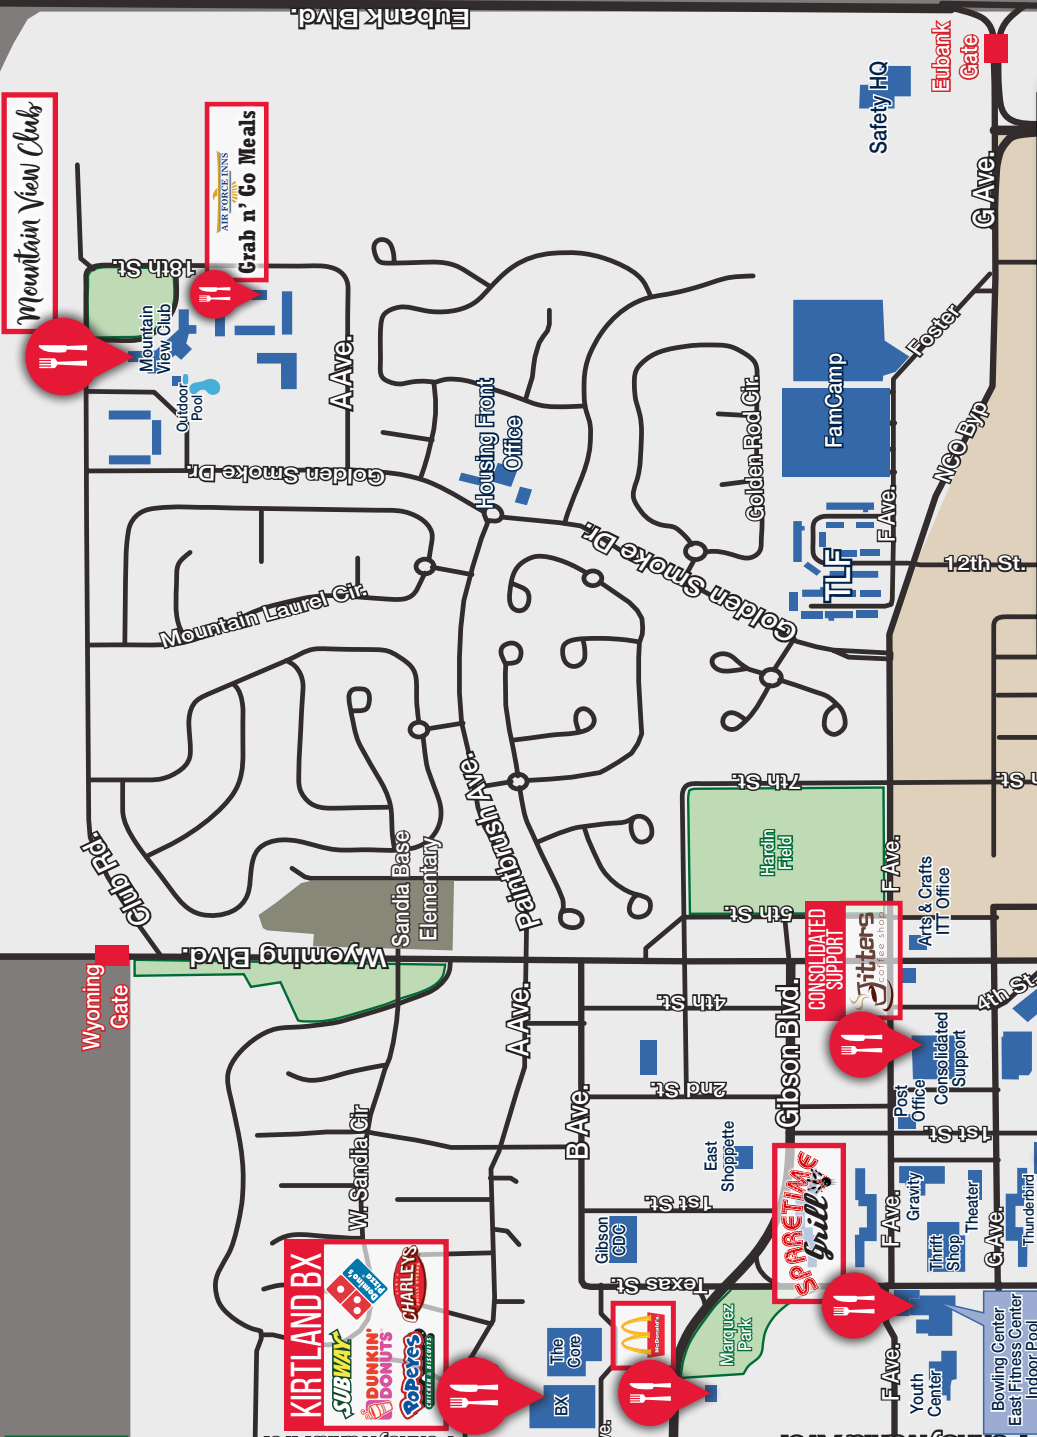 Eubank Blvd.
Eubank
Gate
Safety HQ
G Ave.
Mountain View Club
AIR FORCE INNS
Grab n' Go Meals
18th St.
Mountain
View Club
Outdoor
Pool
A Ave.
Golden Smoke Dr.
Housing Front
Office
Golden Rod Cir.
FamCamp
Foster
NCO Byp
F Ave.
TLF
12th St.
Golden Smoke Dr.
Mountain Laurel Cir.
Paintbrush Ave.
7th St.
Hardin
Field
F Ave.
5th St.
Club Rd.
Sandia Base
Elementary
Wyoming Blvd.
Wyoming
Gate
CONSOLIDATED
SUPPORT
Jitters
coffee shop
Arts & Crafts
ITT Office
4th St.
4th St.
A Ave.
Gibson Blvd.
Consolidated
Support
Post
Office
2nd St.
B Ave.
East
Shoppette
1st St.
1st St.
W. Sandia Cir
Gibson
CDC
SPARETIME
Grill
F Ave.
Gravity
Theater
Thrift
Shop
G Ave.
Thunderbird
Texas St.
KIRTLAND BX
SUBWAY
Domino's
Pizza
DUNKIN'
DONUTS
CHARLEYS
POPEYES
CHICKEN & BISCUITS
The
Core
BX
McDonald's
Marquez
Park
F Ave.
Youth
Center
Bowling Center
East Fitness Center
Indoor Pool